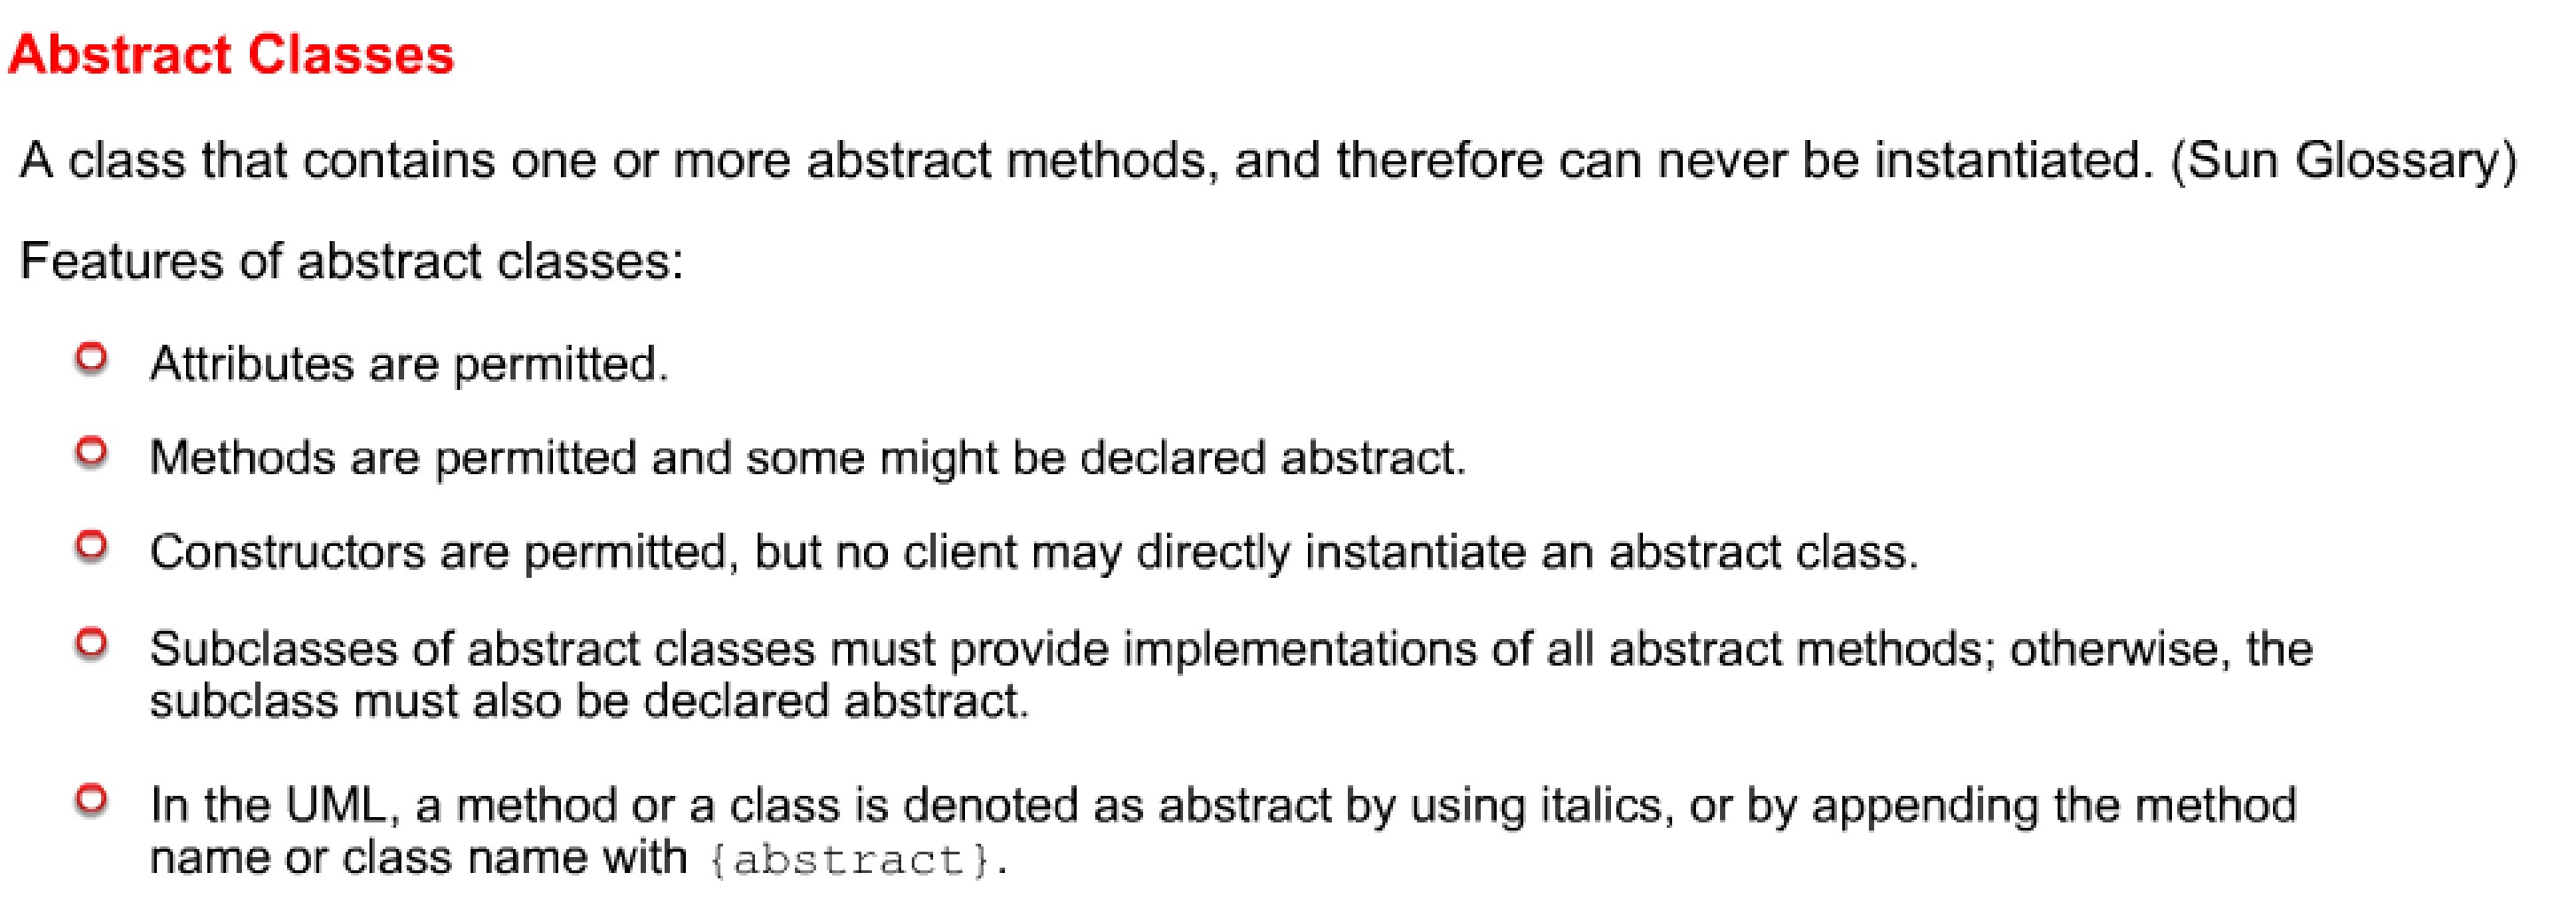 Abstract Classes
A class that contains one or more abstract methods, and therefore can never be instantiated. (Sun Glossary)
Features of abstract classes:
Attributes are permitted.
Methods are permitted and some might be declared abstract.
Constructors are permitted, but no client may directly instantiate an abstract class.
Subclasses of abstract classes must provide implementations of all abstract methods; otherwise, the
subclass must also be declared abstract.
In the UML, a method or a class is denoted as abstract by using italics, or by appending the method
name or class name with {abstract}.